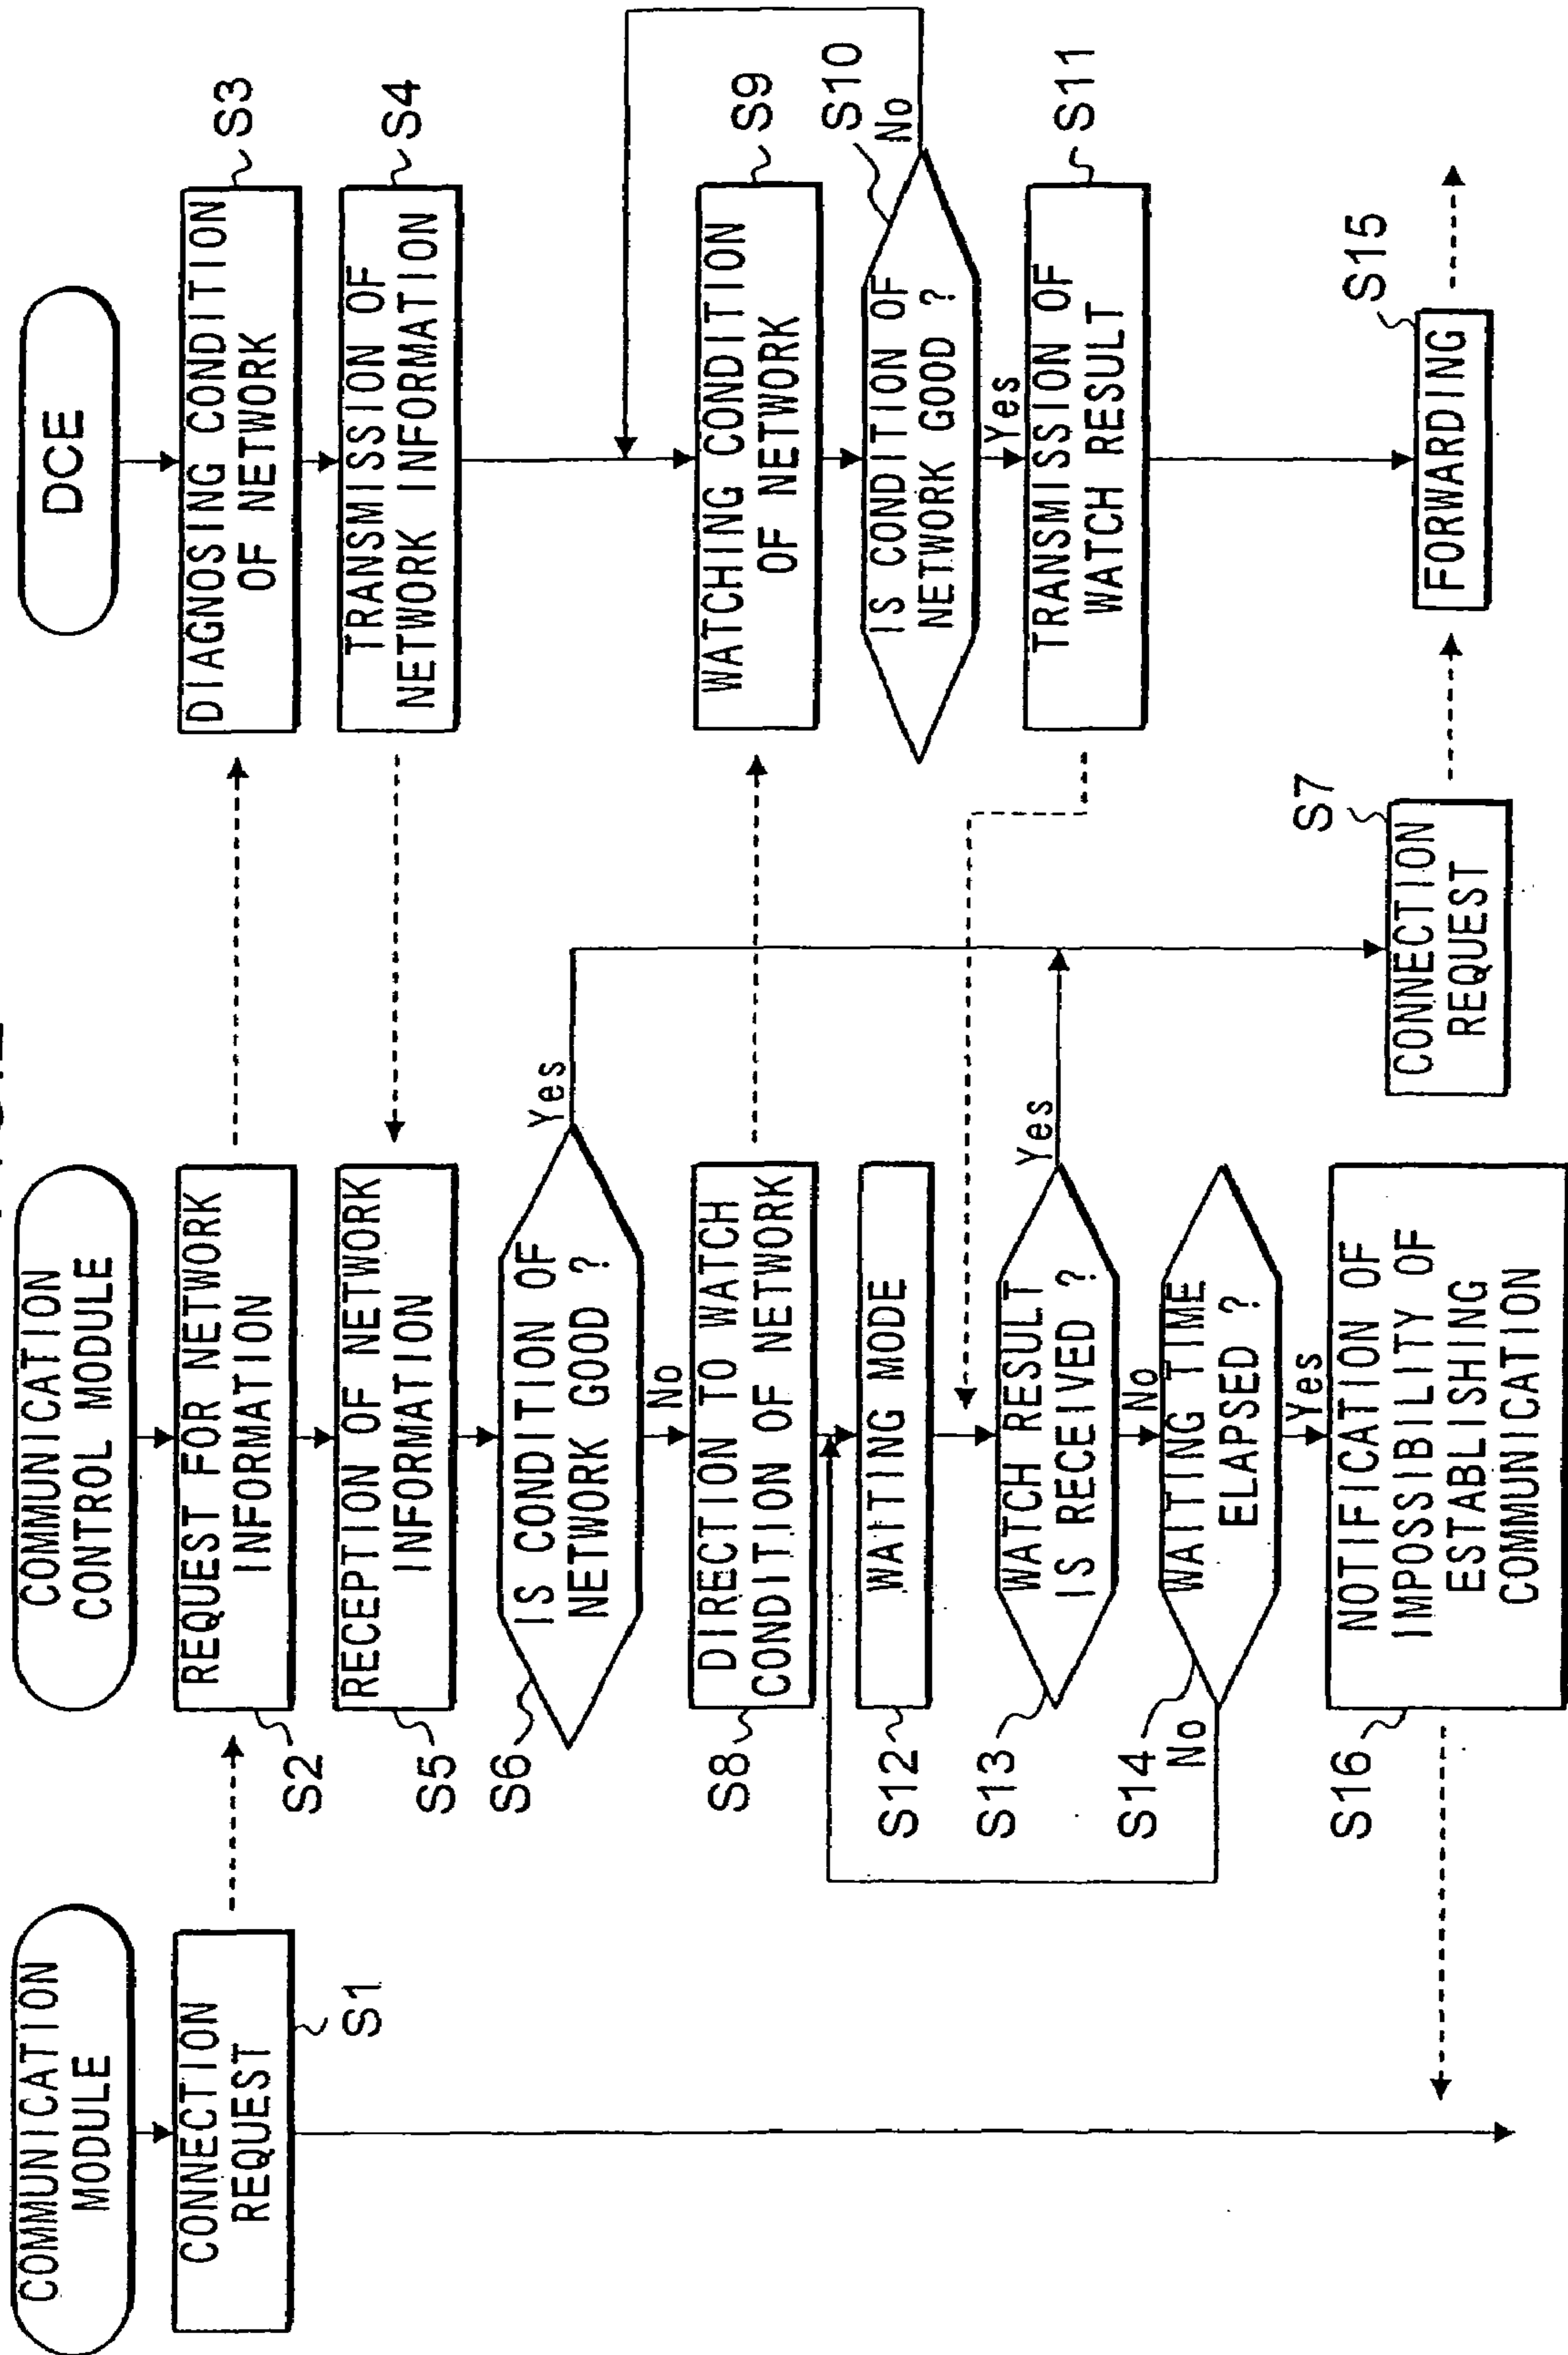 COMMUNICATION
MODULE
CONNECTION
REQUEST
S1
COMMUNICATION
CONTROL MODULE
REQUEST FOR NETWORK
INFORMATION
S2
RECEPTION OF NETWORK
INFORMATION
S5
IS CONDITION OF
NETWORK GOOD ?
S6
Yes
No
DIRECTION TO WATCH
CONDITION OF NETWORK
S8
WAITING MODE
S12
WATCH RESULT
IS RECEIVED ?
S13
Yes
No
WAITING TIME
ELAPSED ?
S14
No
Yes
NOTIFICATION OF
IMPOSSIBILITY OF
ESTABLISHING
COMMUNICATION
S16
CONNECTION
REQUEST
S7
DCE
DIAGNOSING CONDITION
OF NETWORK
S3
TRANSMISSION OF
NETWORK INFORMATION
S4
WATCHING CONDITION
OF NETWORK
S9
IS CONDITION OF
NETWORK GOOD ?
S10
No
Yes
TRANSMISSION OF
WATCH RESULT
S11
FORWARDING
S15